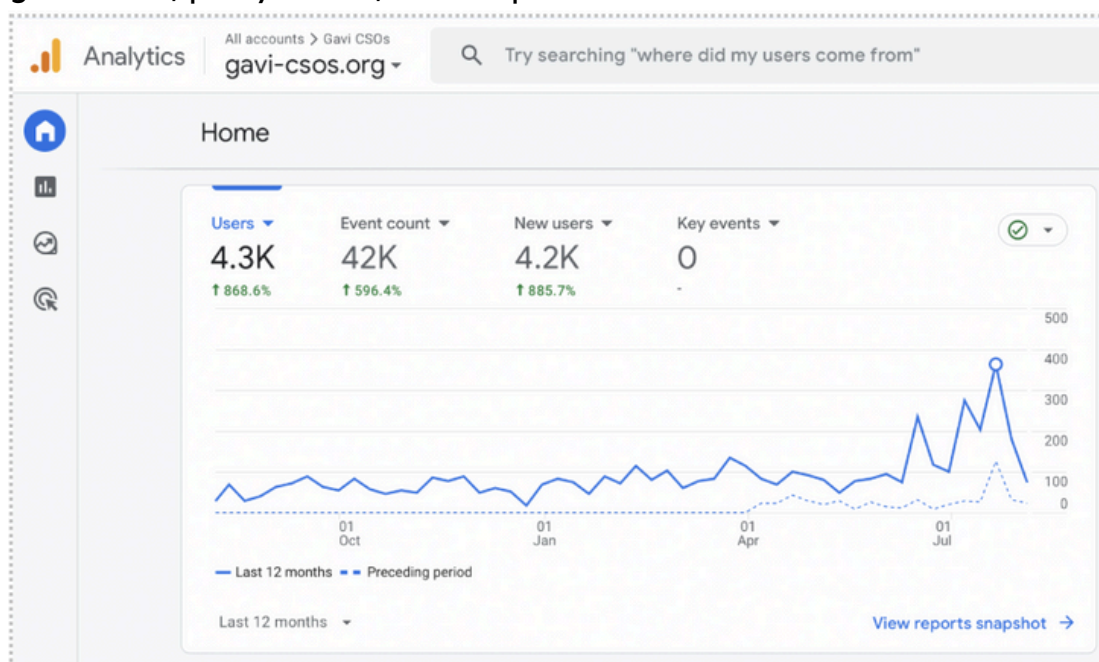 Analytics
All accounts > Gavi CSOs
gavi-csos.org
Try searching "where did my users come from"
Home
Users
Event count
New users
Key events
4.3K
42K
4.2K
0
↑ 868.6%
↑ 596.4%
↑ 885.7%
-
500
400
300
200
100
0
01
Oct
01
Jan
01
Apr
01
Jul
Last 12 months
Preceding period
Last 12 months
View reports snapshot →